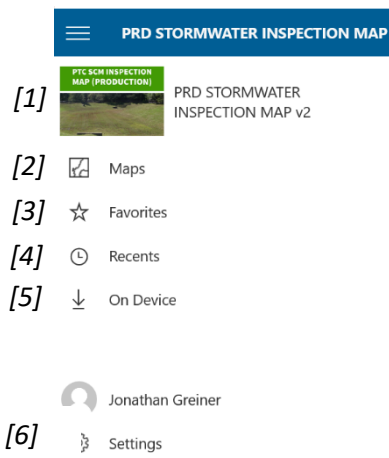 PRD STORMWATER INSPECTION MAP
PTC SCM INSPECTION
MAP (PRODUCTION)
[1]
PRD STORMWATER
INSPECTION MAP v2
[2] Maps
[3] Favorites
[4] Recents
[5] On Device
Jonathan Greiner
[6] Settings